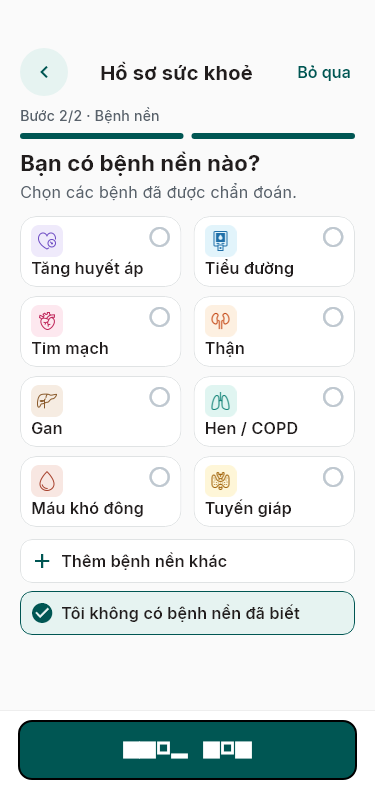 Hồ sơ sức khoẻ
Bỏ qua
Bước 2/2 · Bệnh nền
Bạn có bệnh nền nào?
Chọn các bệnh đã được chẩn đoán.
Tăng huyết áp
Tiểu đường
Tim mạch
Thận
Gan
Hen / COPD
Máu khó đông
Tuyến giáp
Thêm bệnh nền khác
Tôi không có bệnh nền đã biết